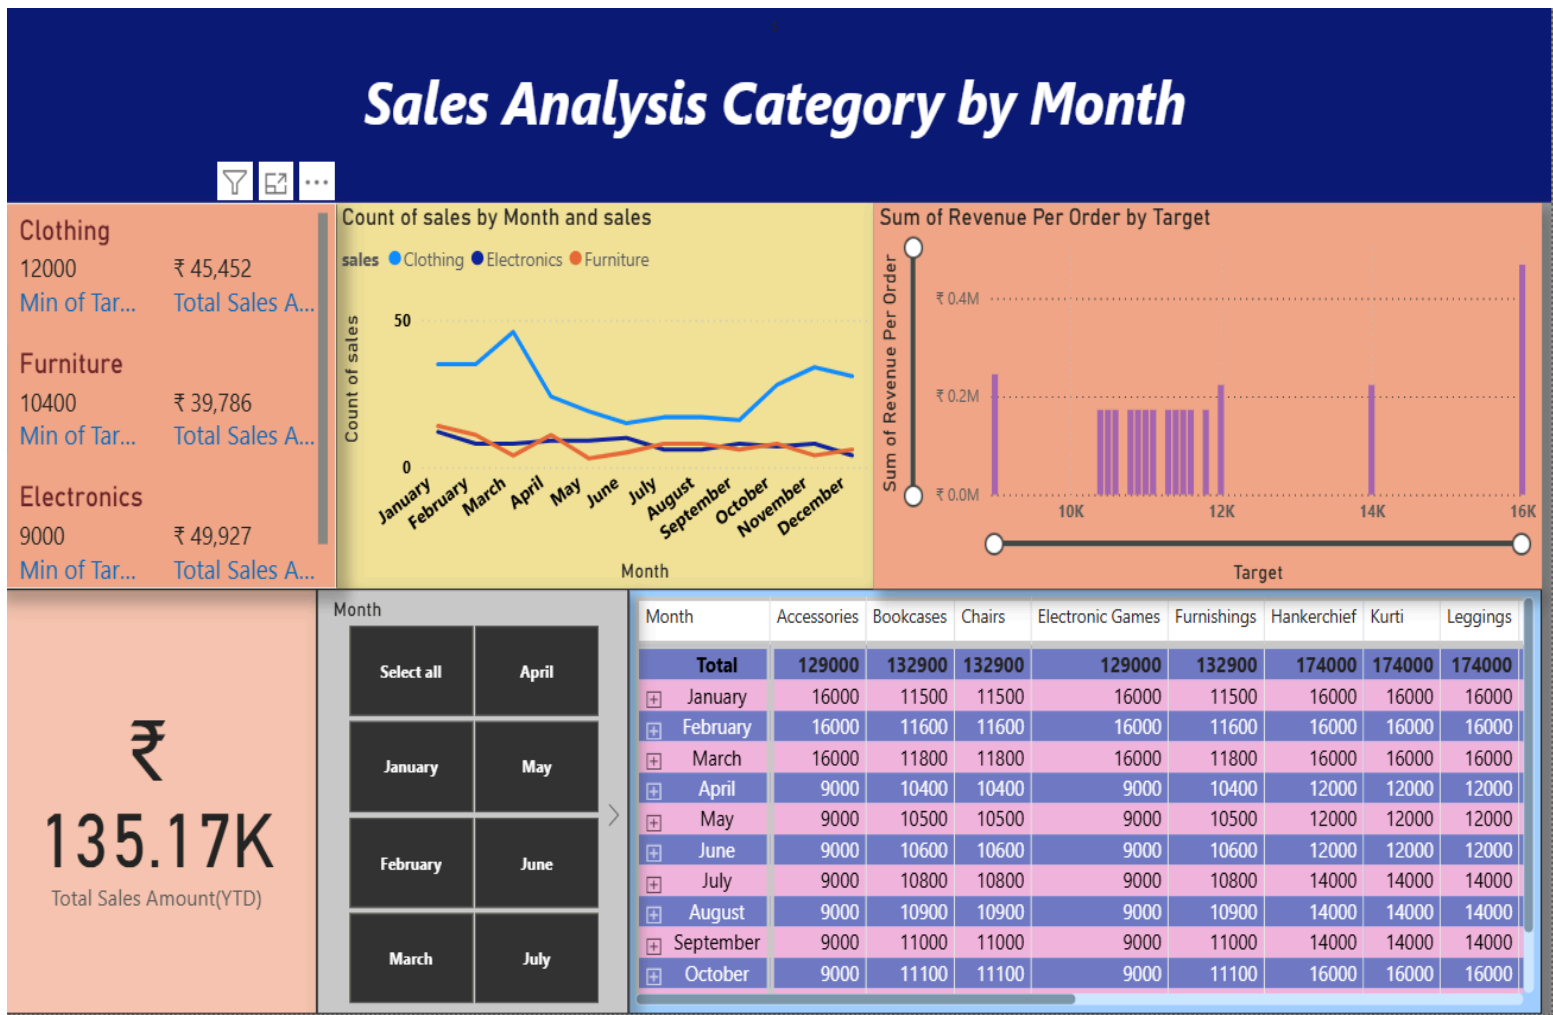 Sales Analysis Category by Month
Clothing
12000 ₹ 45,452
Min of Tar... Total Sales A...
Furniture
10400 ₹ 39,786
Min of Tar... Total Sales A...
Electronics
9000 ₹ 49,927
Min of Tar... Total Sales A...
Count of sales by Month and sales
sales Clothing Electronics Furniture
Count of sales
50
0
January February March April May June July August September October November December
Month
Sum of Revenue Per Order by Target
Sum of Revenue Per Order
₹ 0.4M
₹ 0.2M
₹ 0.0M
10K 12K 14K 16K
Target
₹
135.17K
Total Sales Amount(YTD)
Month
Select all April
January May
February June
March July
Month Accessories Bookcases Chairs Electronic Games Furnishings Hankerchief Kurti Leggings
Total 129000 132900 132900 129000 132900 174000 174000 174000
January 16000 11500 11500 16000 11500 16000 16000 16000
February 16000 11600 11600 16000 11600 16000 16000 16000
March 16000 11800 11800 16000 11800 16000 16000 16000
April 9000 10400 10400 9000 10400 12000 12000 12000
May 9000 10500 10500 9000 10500 12000 12000 12000
June 9000 10600 10600 9000 10600 12000 12000 12000
July 9000 10800 10800 9000 10800 14000 14000 14000
August 9000 10900 10900 9000 10900 14000 14000 14000
September 9000 11000 11000 9000 11000 14000 14000 14000
October 9000 11100 11100 9000 11100 16000 16000 16000